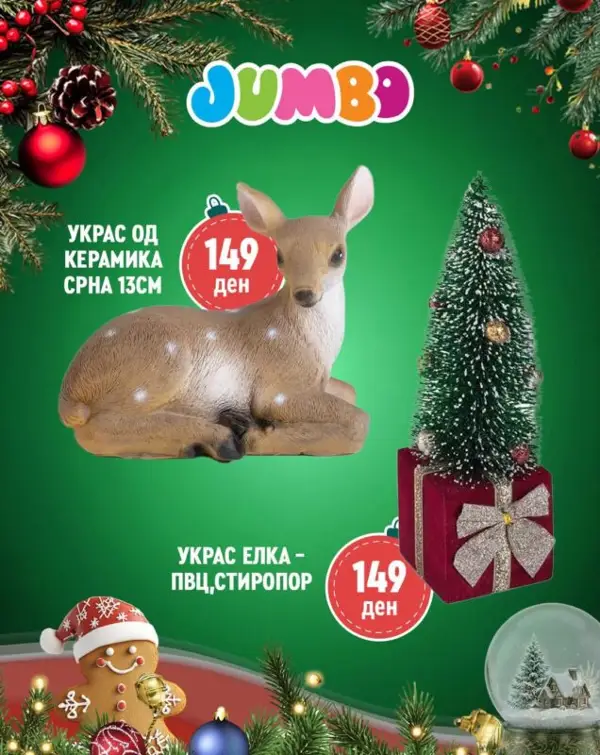 JUMBO
УКРАС ОД
КЕРАМИКА
СРНА 13СМ
149
ден
УКРАС ЕЛКА –
ПВЦ,СТИРОПОР
149
ден